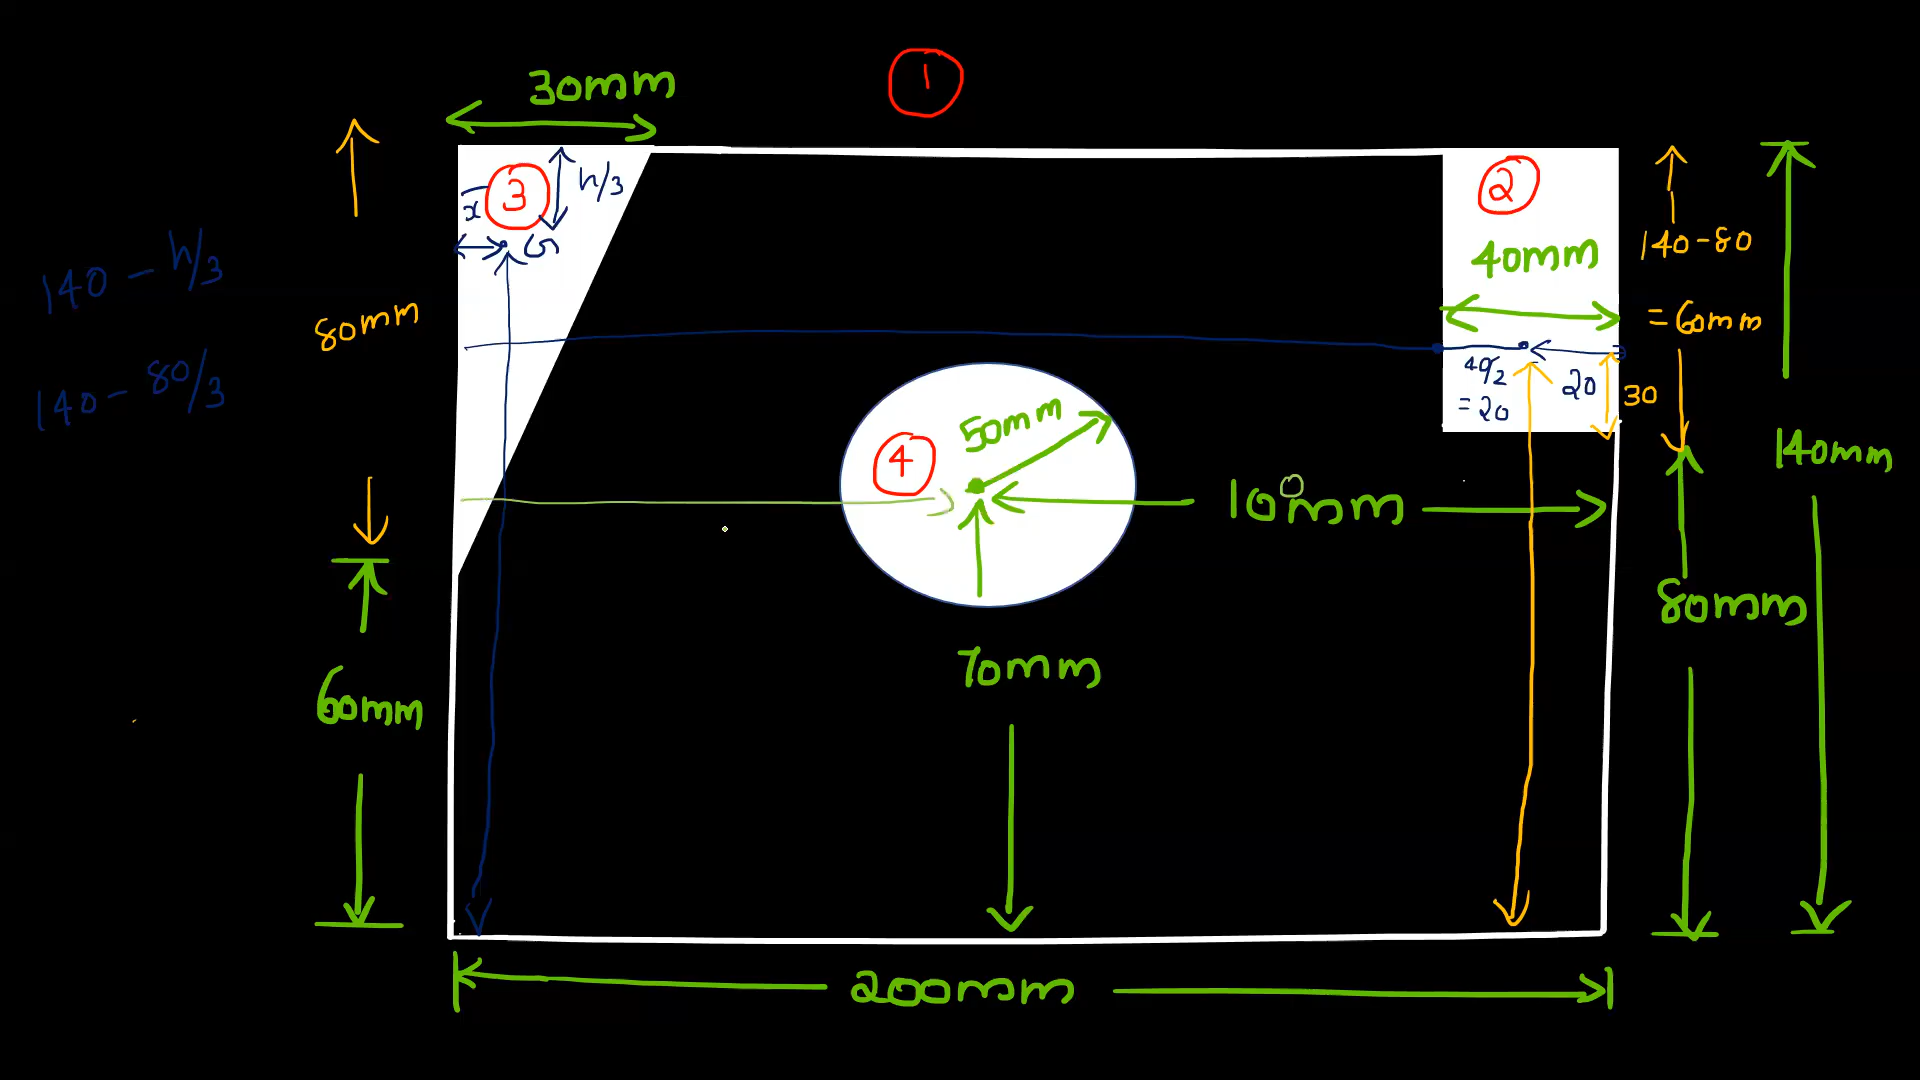 1
30mm
3
h/3
x̄
G
2
140-80
40mm
140 - h/3
80mm
= 60mm
40/2
= 20
20
30
140 - 80/3
50mm
4
140mm
100mm
80mm
70mm
60mm
200mm